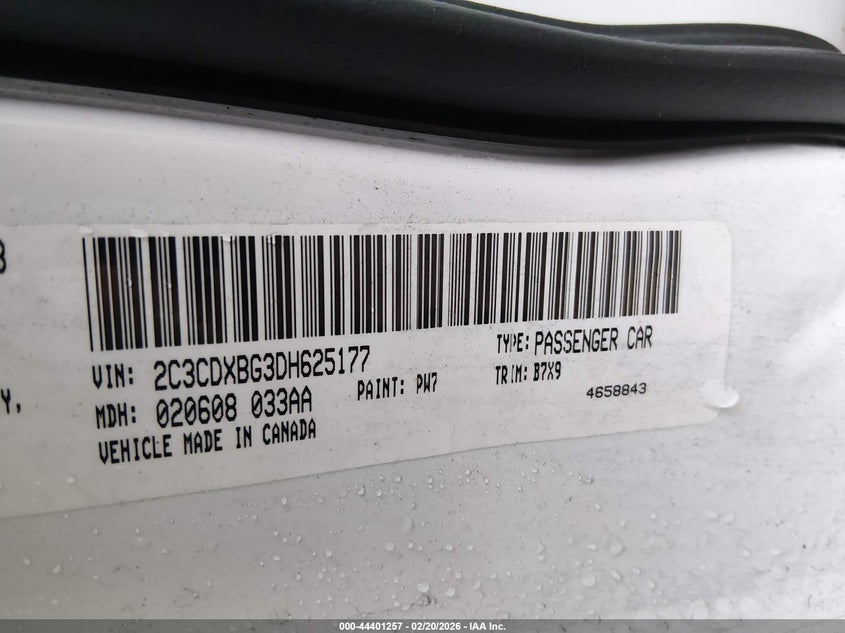 3
VIN: 2C3CDXBG3DH625177
TYPE: PASSENGER CAR
Y,
MDH: 020608 033AA
PAINT: PW7
TRIM: B7X9
VEHICLE MADE IN CANADA
4658843
000-44401257 - 02/20/2026 - IAA Inc.